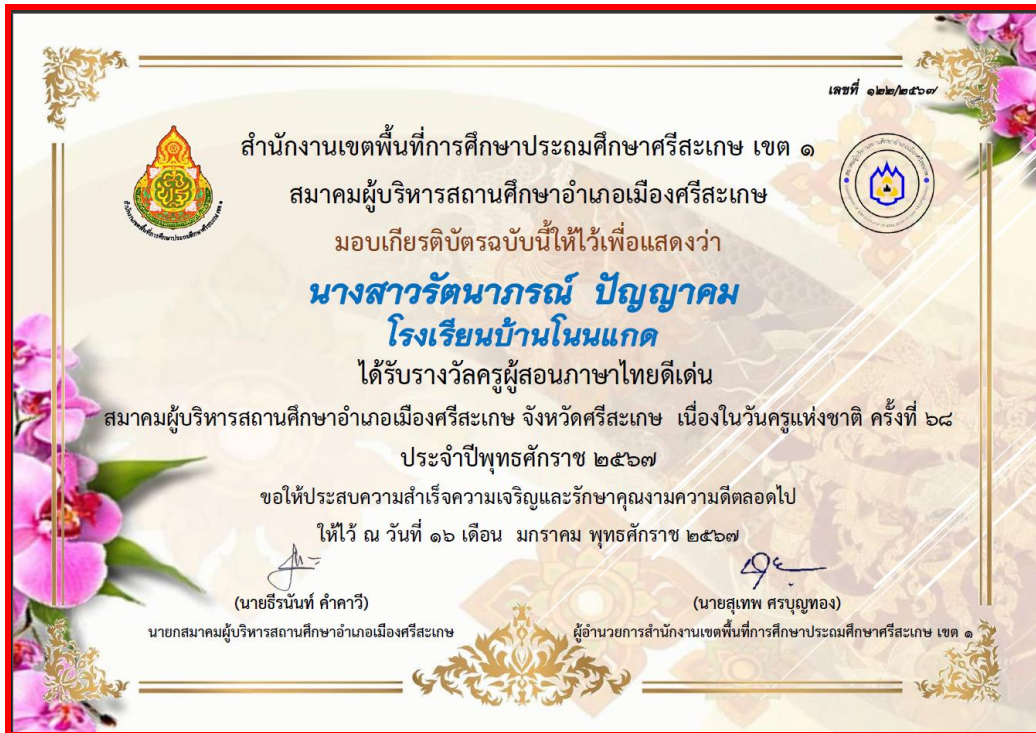 เลขที่ ๑๒๒/๒๕๖๗
สำนักงานเขตพื้นที่การศึกษาประถมศึกษาศรีสะเกษ เขต ๑
สมาคมผู้บริหารสถานศึกษาอำเภอเมืองศรีสะเกษ
มอบเกียรติบัตรฉบับนี้ให้ไว้เพื่อแสดงว่า
นางสาวรัตนาภรณ์ ปัญญาคม
โรงเรียนบ้านโนนแกด
ได้รับรางวัลครูผู้สอนภาษาไทยดีเด่น
สมาคมผู้บริหารสถานศึกษาอำเภอเมืองศรีสะเกษ จังหวัดศรีสะเกษ เนื่องในวันครูแห่งชาติ ครั้งที่ ๖๘
ประจำปีพุทธศักราช ๒๕๖๗
ขอให้ประสบความสำเร็จความเจริญและรักษาคุณงามความดีตลอดไป
ให้ไว้ ณ วันที่ ๑๖ เดือน มกราคม พุทธศักราช ๒๕๖๗
(นายธีรนันท์ คำคาวี) (นายสุเทพ ศรบุญทอง)
นายกสมาคมผู้บริหารสถานศึกษาอำเภอเมืองศรีสะเกษ ผู้อำนวยการสำนักงานเขตพื้นที่การศึกษาประถมศึกษาศรีสะเกษ เขต ๑